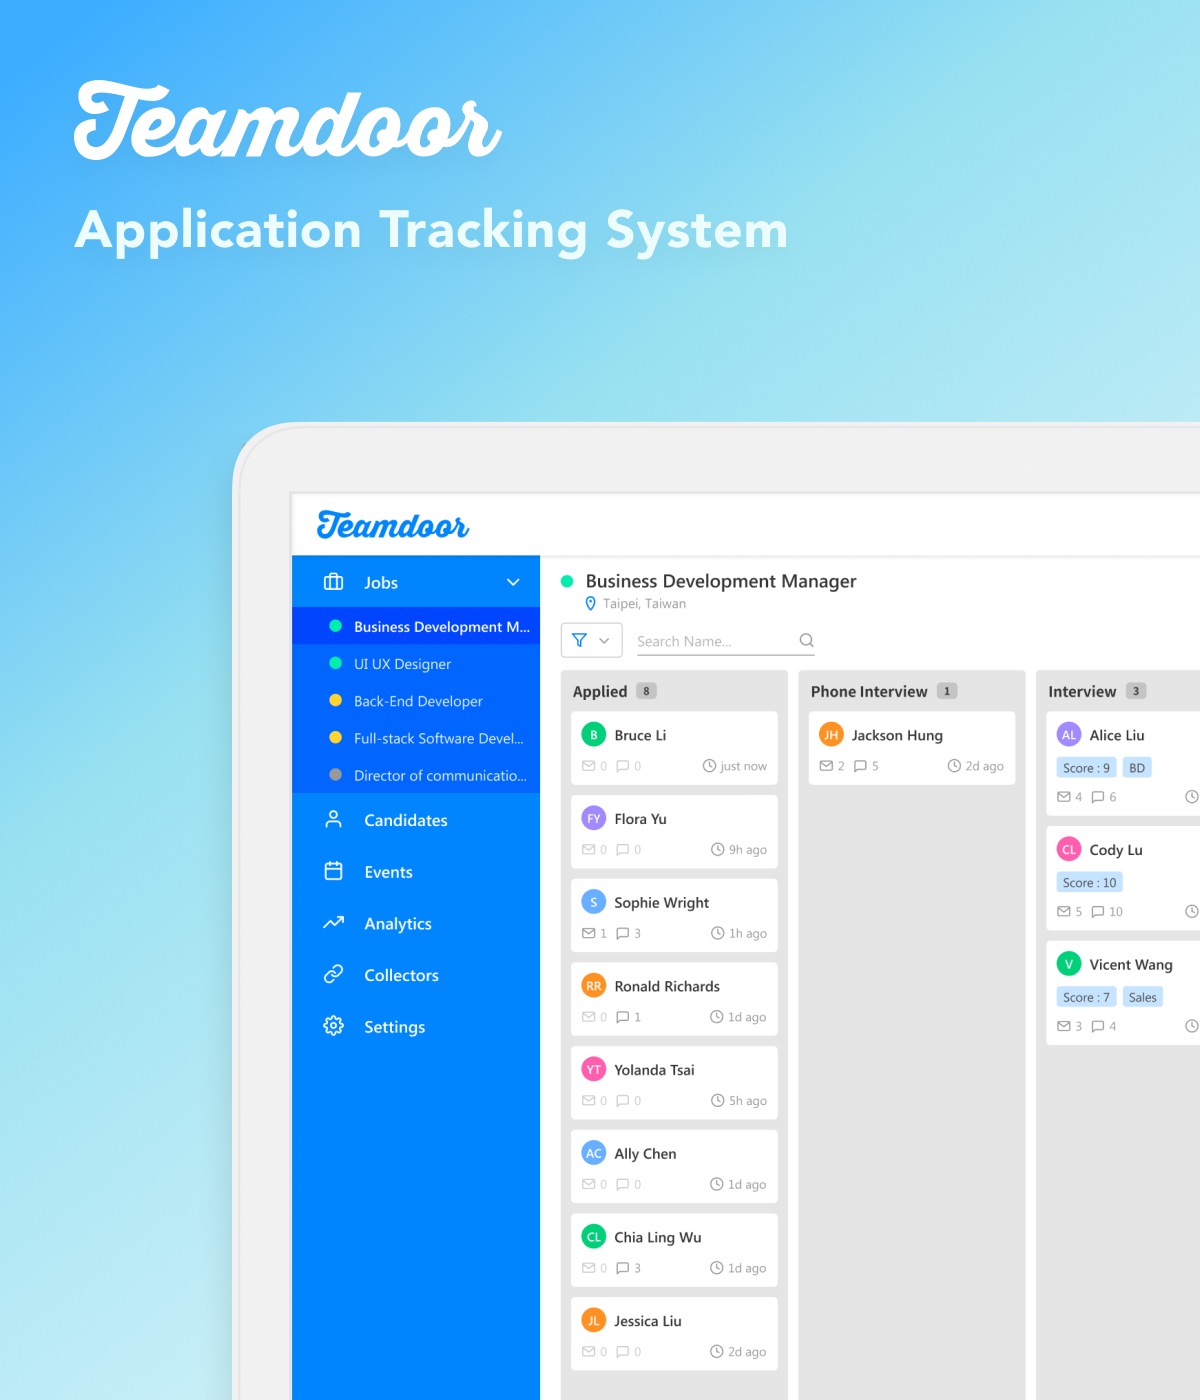 Teamdoor
Application Tracking System
Teamdoor
Jobs
Business Development M...
UI UX Designer
Back-End Developer
Full-stack Software Devel...
Director of communicatio...
Candidates
Events
Analytics
Collectors
Settings
Business Development Manager
Taipei, Taiwan
Search Name...
Applied 8
B Bruce Li
0 0 just now
FY Flora Yu
0 0 9h ago
S Sophie Wright
1 3 1h ago
RR Ronald Richards
0 1 1d ago
YT Yolanda Tsai
0 0 5h ago
AC Ally Chen
0 0 1d ago
CL Chia Ling Wu
0 3 1d ago
JL Jessica Liu
0 0 2d ago
Phone Interview 1
JH Jackson Hung
2 5 2d ago
Interview 3
AL Alice Liu
Score : 9 BD
4 6
CL Cody Lu
Score : 10
5 10
V Vicent Wang
Score : 7 Sales
3 4